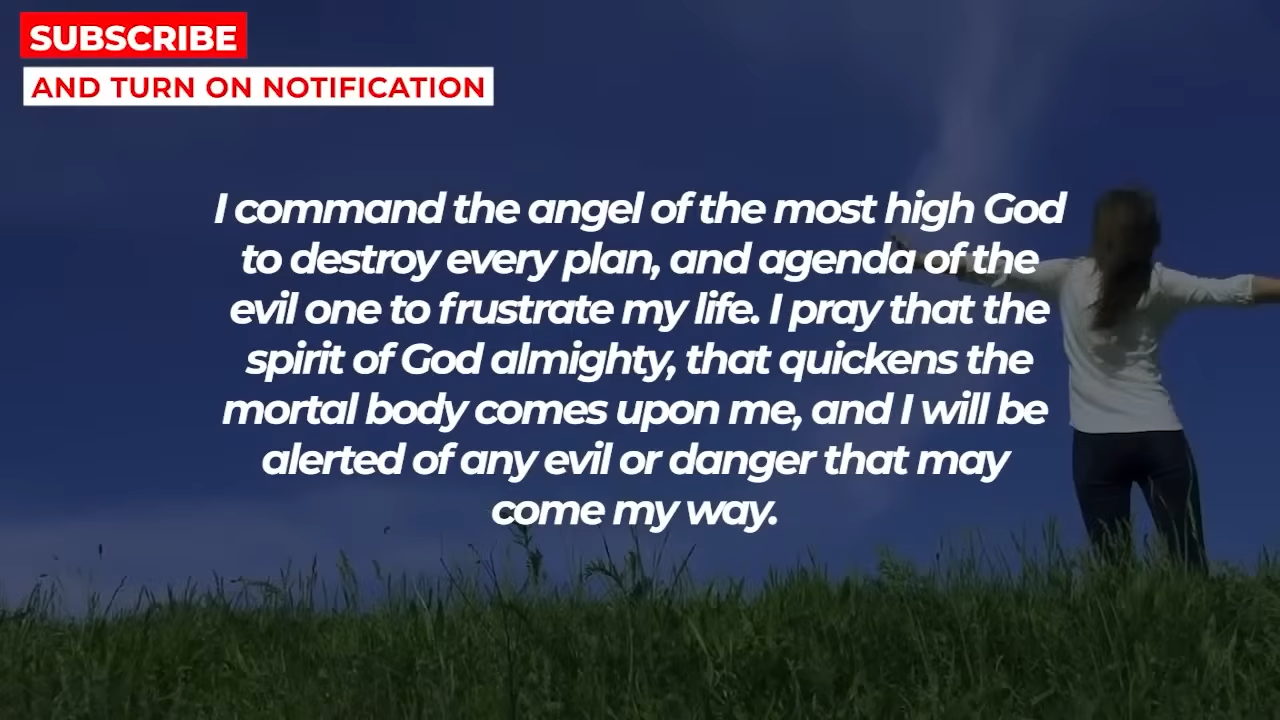 SUBSCRIBE
AND TURN ON NOTIFICATION
I command the angel of the most high God
to destroy every plan, and agenda of the
evil one to frustrate my life. I pray that the
spirit of God almighty, that quickens the
mortal body comes upon me, and I will be
alerted of any evil or danger that may
come my way.